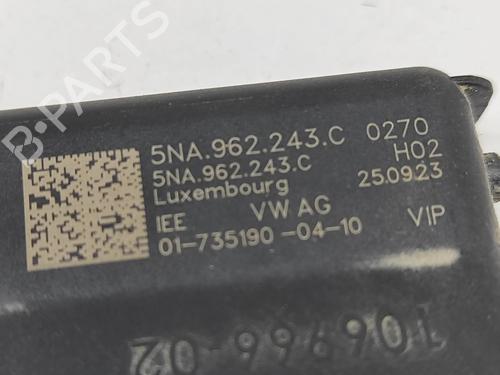 5NA.962.243.C 0270
5NA.962.243.C H02
Luxembourg 25.09.23
IEE VW AG VIP
01-735190-04-10
B-Parts